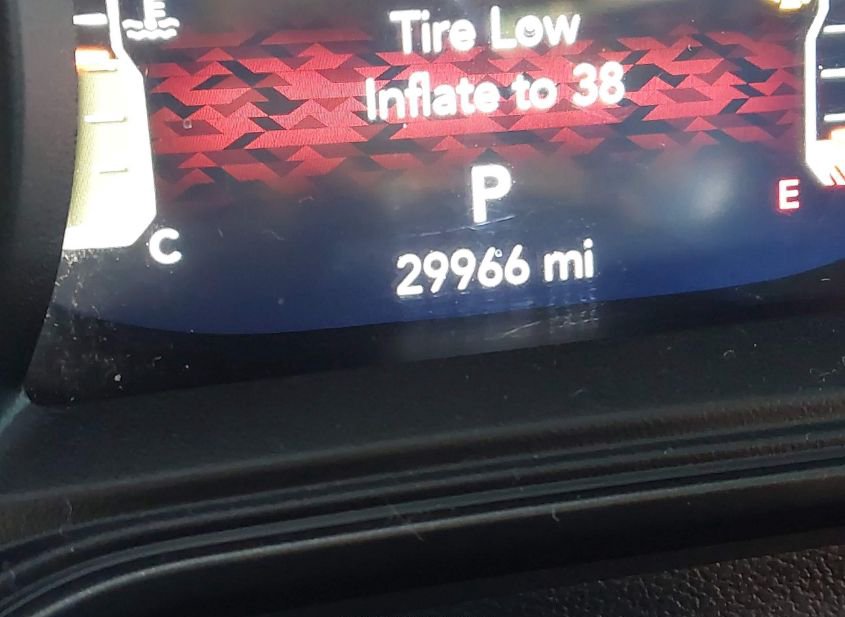 Tire Low
Inflate to 38
P
E
C
29966 mi